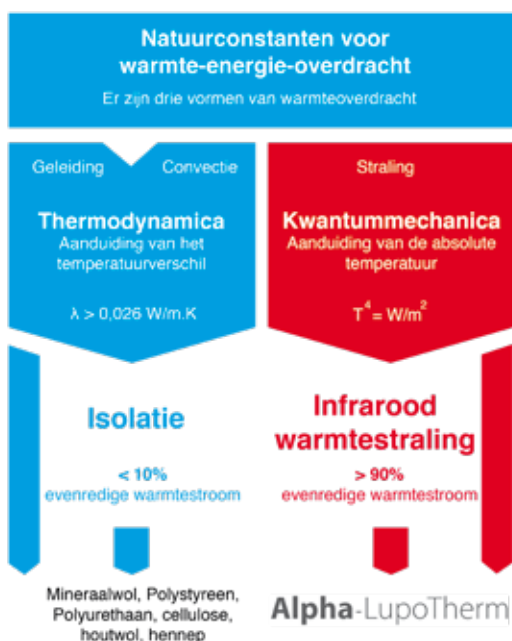 Natuurconstanten voor
warmte-energie-overdracht
Er zijn drie vormen van warmteoverdracht
Geleiding
Convectie
Thermodynamica
Aanduiding van het
temperatuurverschil
λ > 0,026 W/m.K
Straling
Kwantummechanica
Aanduiding van de absolute
temperatuur
T⁴ = W/m²
Isolatie
< 10%
evenredige warmtestroom
Infrarood
warmtestraling
> 90%
evenredige warmtestroom
Mineraalwol, Polystyreen,
Polyurethaan, cellulose,
houtwol, hennep
Alpha-LupoTherm